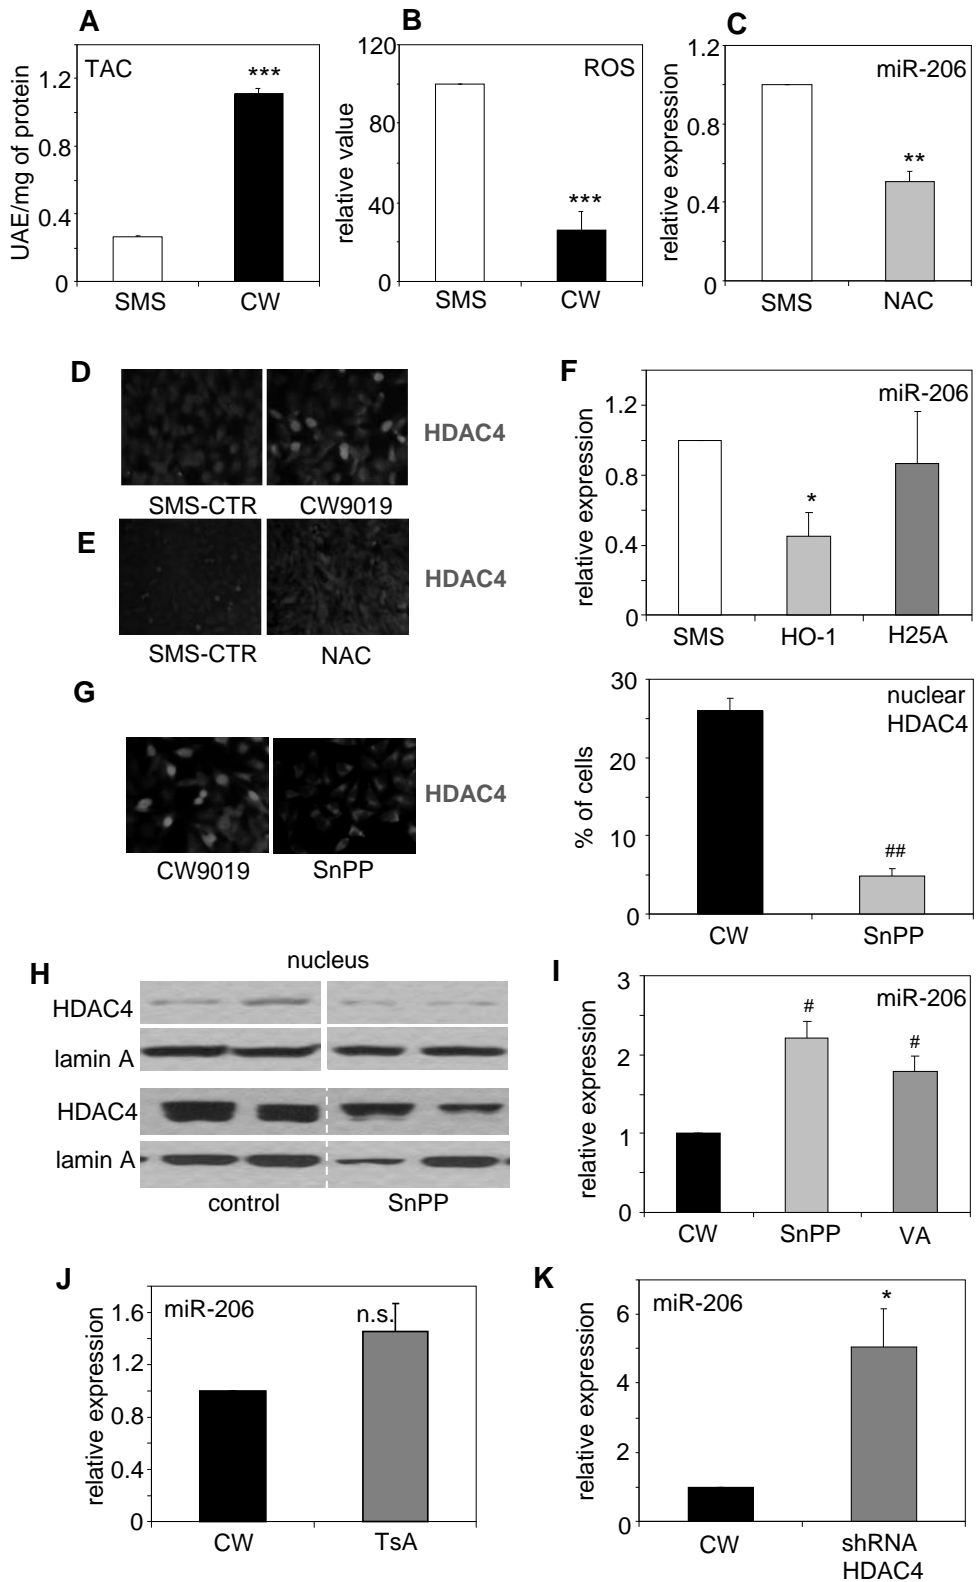 A
TAC
UAE/mg of protein
1.2
0.8
0.4
0
***
SMS
CW
B
ROS
relative value
120
80
40
0
***
SMS
CW
C
miR-206
relative expression
1.2
0.8
0.4
0
**
SMS
NAC
D
HDAC4
SMS-CTR
CW9019
E
HDAC4
SMS-CTR
NAC
F
miR-206
relative expression
1.2
0.8
0.4
0
*
SMS
HO-1
H25A
G
HDAC4
CW9019
SnPP
nuclear
HDAC4
% of cells
30
20
10
0
##
CW
SnPP
H
nucleus
HDAC4
lamin A
HDAC4
lamin A
control
SnPP
I
miR-206
relative expression
3
2
1
0
#
#
CW
SnPP
VA
J
miR-206
relative expression
1.6
1.2
0.8
0.4
0
n.s.
CW
TsA
K
miR-206
relative expression
6
4
2
0
*
CW
shRNA
HDAC4